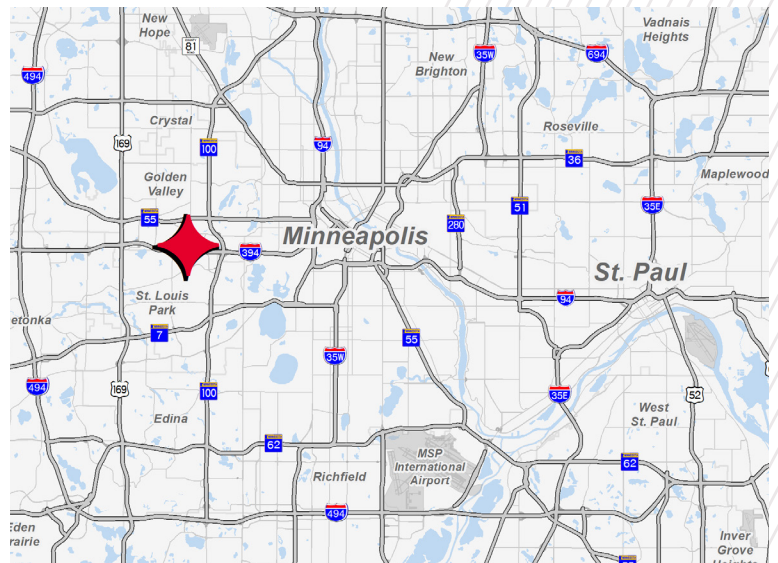 New
Hope
Vadnais
Heights
COUNTY
81
35W
694
New
Brighton
494
Crystal
Roseville
169
100
94
36
Maplewood
Golden
Valley
51
35E
55
280
Minneapolis
394
St. Paul
St. Louis
Park
94
etonka
7
55
35W
494
169
100
35E
52
Edina
West
St. Paul
62
MSP
International
Airport
62
Richfield
494
Eden
rairie
Inver
Grove